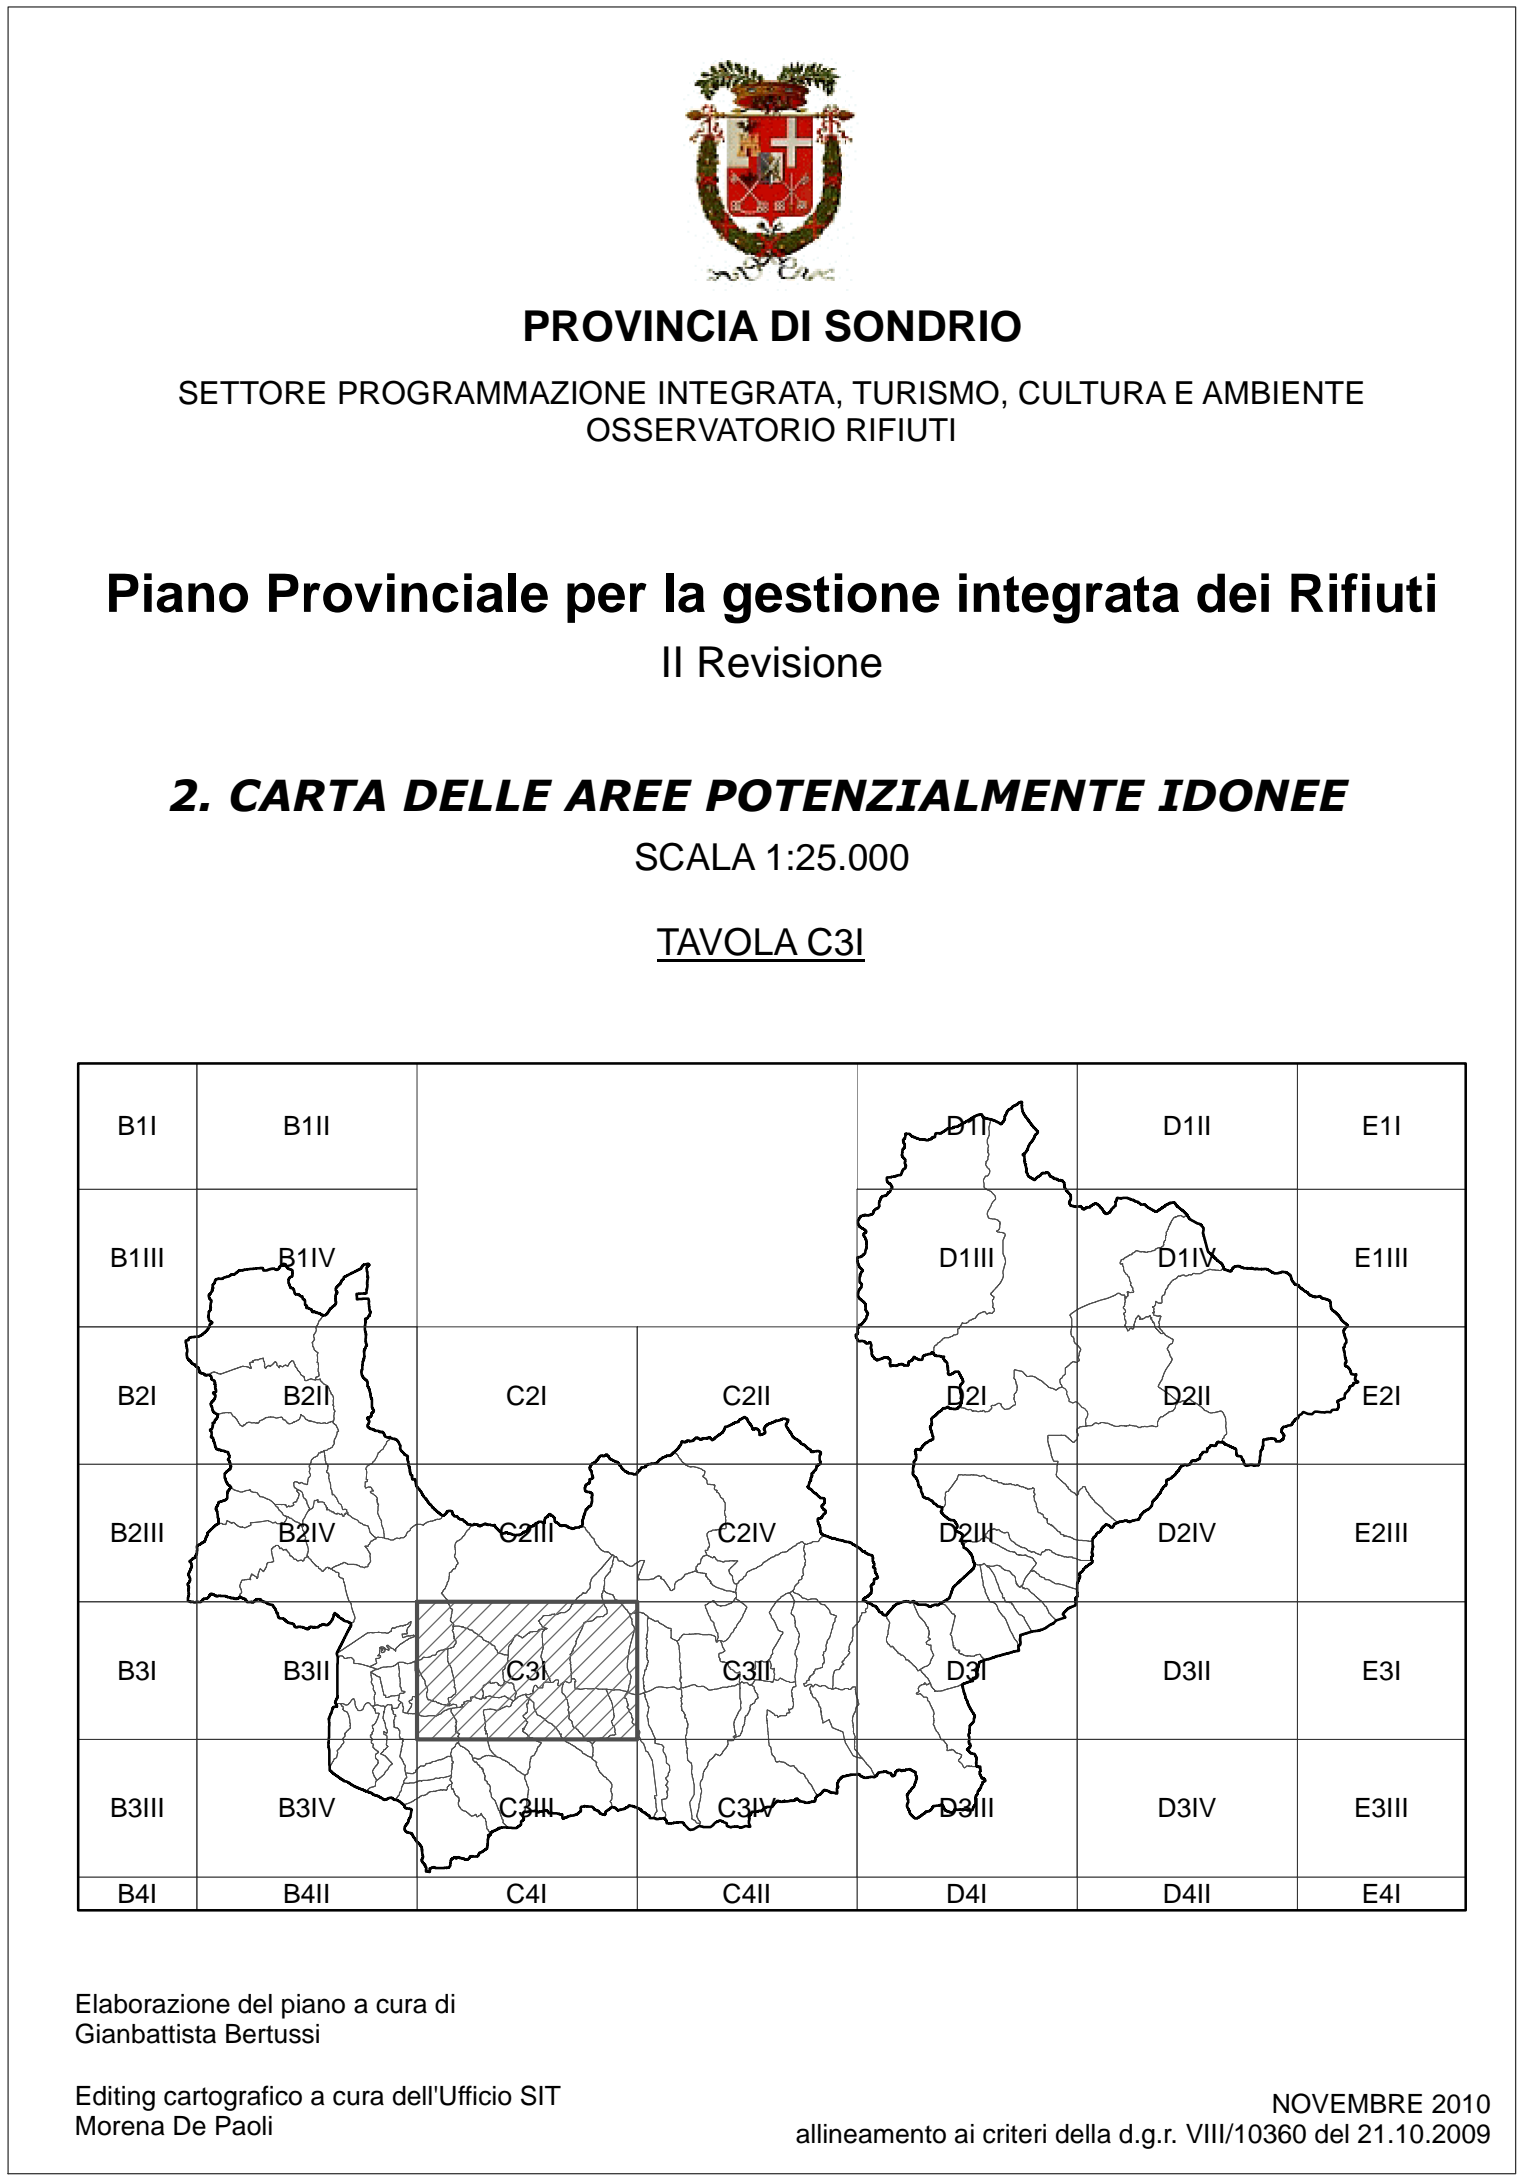 PROVINCIA DI SONDRIO
SETTORE PROGRAMMAZIONE INTEGRATA, TURISMO, CULTURA E AMBIENTE
OSSERVATORIO RIFIUTI
Piano Provinciale per la gestione integrata dei Rifiuti
II Revisione
2. CARTA DELLE AREE POTENZIALMENTE IDONEE
SCALA 1:25.000
TAVOLA C3I
B1I B1II D1I D1II E1I
B1III B1IV D1III D1IV E1III
B2I B2II C2I C2II D2I D2II E2I
B2III B2IV C2III C2IV D2III D2IV E2III
B3I B3II C3I C3II D3I D3II E3I
B3III B3IV C3III C3IV D3III D3IV E3III
B4I B4II C4I C4II D4I D4II E4I
Elaborazione del piano a cura di
Gianbattista Bertussi
Editing cartografico a cura dell'Ufficio SIT
Morena De Paoli
NOVEMBRE 2010
allineamento ai criteri della d.g.r. VIII/10360 del 21.10.2009